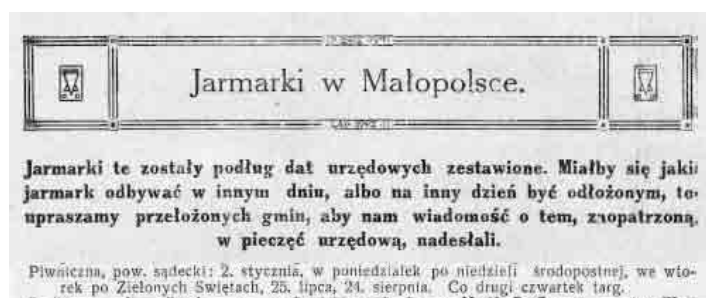 Jarmarki w Małopolsce.
Jarmarki te zostały podług dat urzędowych zestawione. Miałby się jaki
jarmark odbywać w innym dniu, albo na inny dzień być odłożonym, to
upraszamy przełożonych gmin, aby nam wiadomość o tem, zaopatrzoną
w pieczęć urzędową, nadesłali.
Piwniczna, pow. sądecki: 2. stycznia, w poniedziałek po niedzieli środopostnej, we wto-
rek po Zielonych Świętach, 25. lipca, 24. sierpnia. Co drugi czwartek targ.